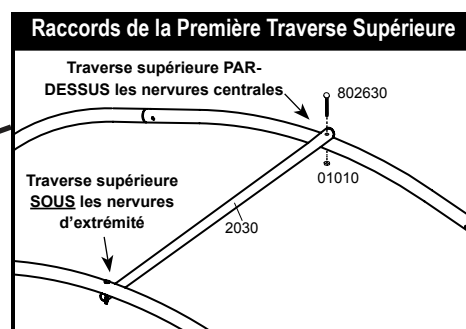 Raccords de la Première Traverse Supérieure
Traverse supérieure PAR-
DESSUS les nervures centrales
802630
01010
Traverse supérieure
SOUS les nervures
d'extrémité
2030